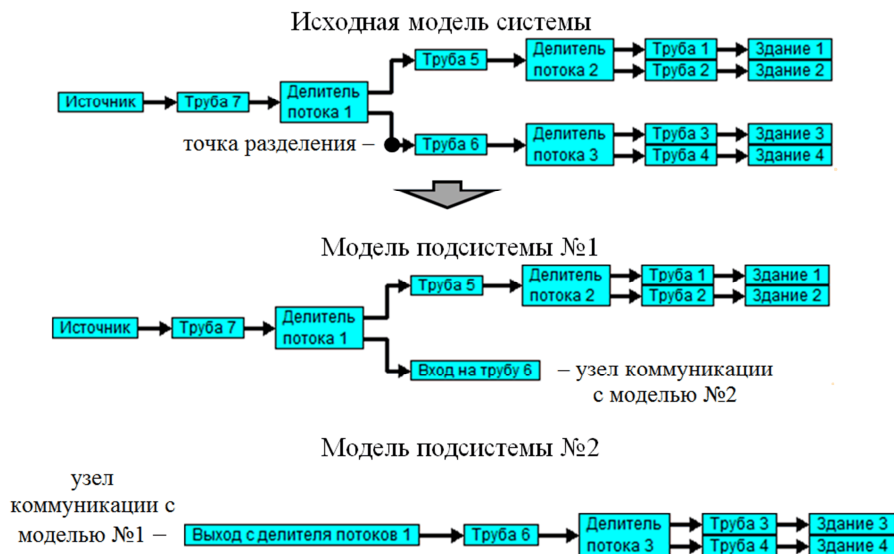 Исходная модель системы
Источник
Труба 7
Делитель
потока 1
Труба 5
Делитель
потока 2
Труба 1
Здание 1
Труба 2
Здание 2
точка разделения –
Труба 6
Делитель
потока 3
Труба 3
Здание 3
Труба 4
Здание 4
Модель подсистемы №1
Источник
Труба 7
Делитель
потока 1
Труба 5
Делитель
потока 2
Труба 1
Здание 1
Труба 2
Здание 2
Вход на трубу 6
– узел коммуникации
с моделью №2
Модель подсистемы №2
узел
коммуникации с
моделью №1 –
Выход с делителя потоков 1
Труба 6
Делитель
потока 3
Труба 3
Здание 3
Труба 4
Здание 4